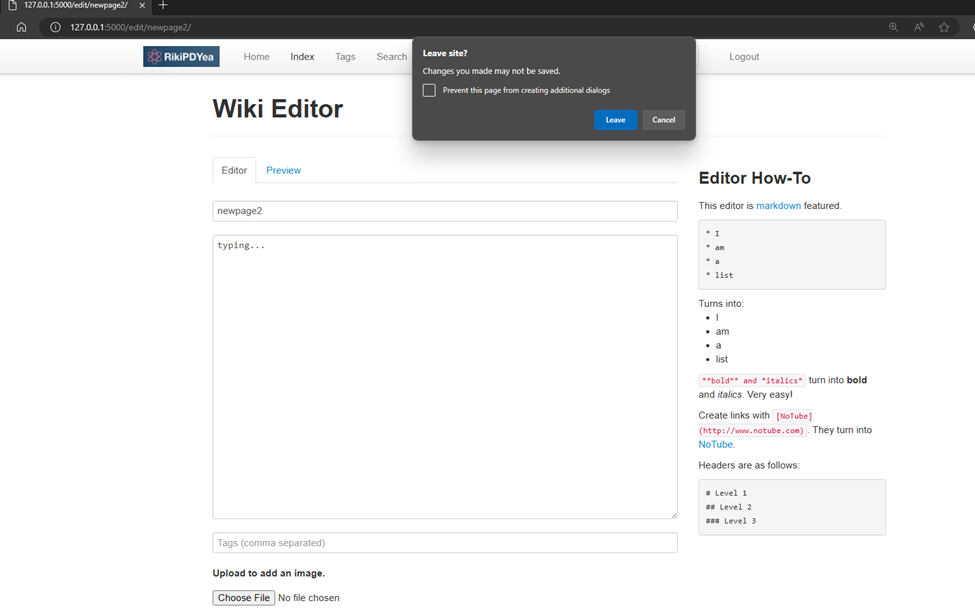 127.0.0.1:5000/edit/newpage2/
127.0.0.1:5000/edit/newpage2/
RikiPDYea Home Index Tags Search Logout
Leave site?
Changes you made may not be saved.
Prevent this page from creating additional dialogs
Leave Cancel
Wiki Editor
Editor Preview
newpage2
typing...
Tags (comma separated)
Upload to add an image.
Choose File No file chosen
Editor How-To
This editor is markdown featured.
* I
* am
* a
* list
Turns into:
• I
• am
• a
• list
**bold** and *italics* turn into bold
and italics. Very easy!
Create links with [NoTube]
(http://www.notube.com) . They turn into
NoTube.
Headers are as follows:
# Level 1
## Level 2
### Level 3